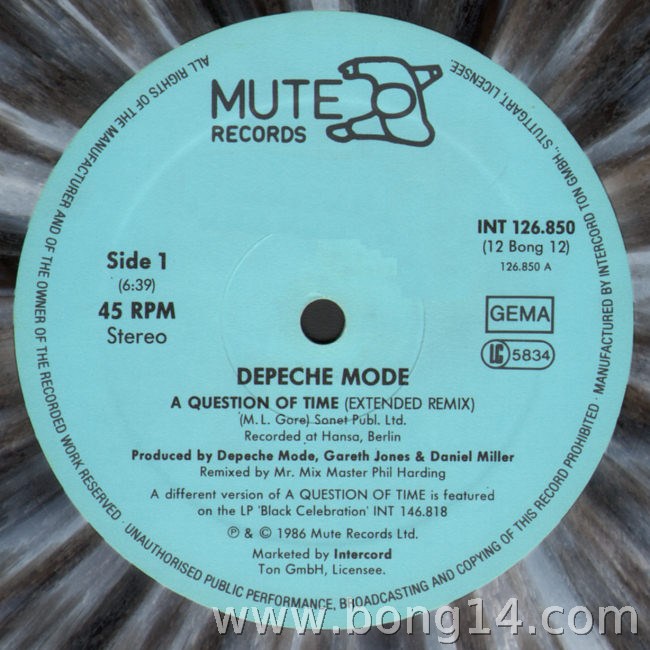 MUTE
RECORDS
ALL RIGHTS OF THE MANUFACTURER AND OF THE OWNER OF THE RECORDED WORK RESERVED · UNAUTHORISED PUBLIC PERFORMANCE, BROADCASTING AND COPYING OF THIS RECORD PROHIBITED · MANUFACTURED BY INTERCORD TON GMBH., STUTTGART, LICENSEE.
INT 126.850
(12 Bong 12)
126.850 A
Side 1
(6:39)
45 RPM
Stereo
GEMA
LC 5834
DEPECHE MODE
A QUESTION OF TIME (EXTENDED REMIX)
(M. L. Gore) Sonet Publ. Ltd.
Recorded at Hansa, Berlin
Produced by Depeche Mode, Gareth Jones & Daniel Miller
Remixed by Mr. Mix Master Phil Harding
A different version of A QUESTION OF TIME is featured
on the LP 'Black Celebration' INT 146.818
℗ & © 1986 Mute Records Ltd.
Marketed by Intercord
Ton GmbH, Licensee.
www.bong14.com